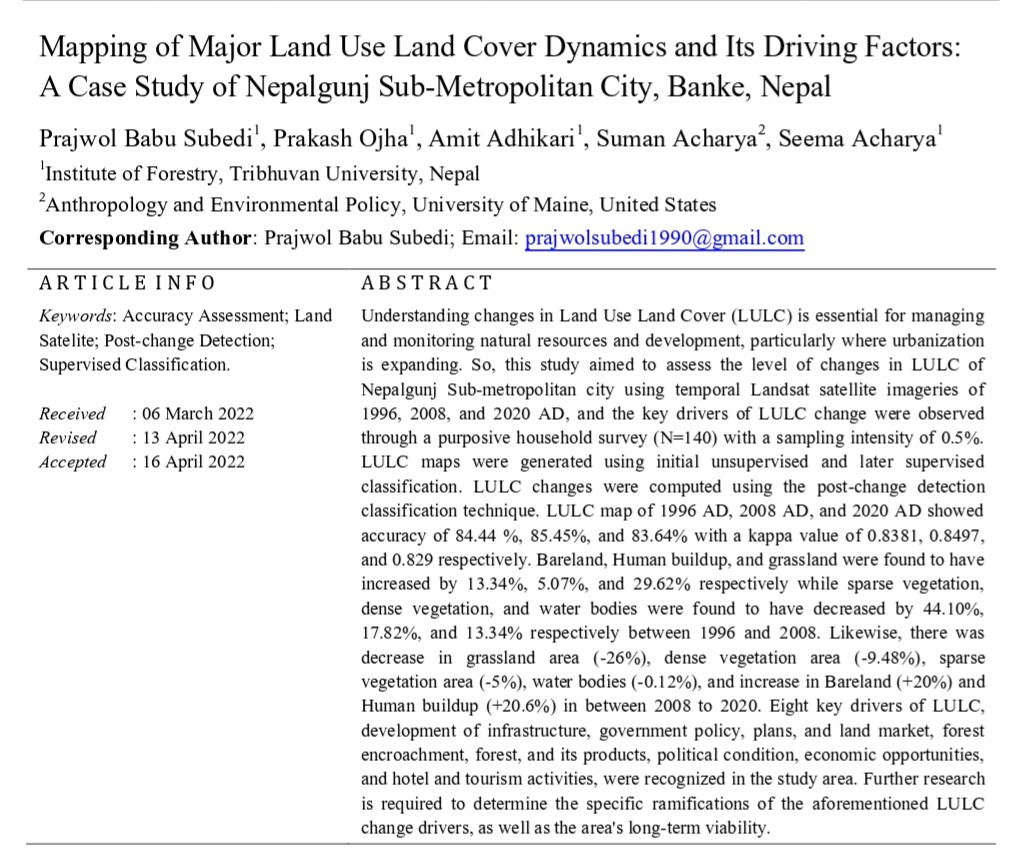 Mapping of Major Land Use Land Cover Dynamics and Its Driving Factors:
A Case Study of Nepalgunj Sub-Metropolitan City, Banke, Nepal
Prajwol Babu Subedi¹, Prakash Ojha¹, Amit Adhikari¹, Suman Acharya², Seema Acharya¹
¹Institute of Forestry, Tribhuvan University, Nepal
²Anthropology and Environmental Policy, University of Maine, United States
Corresponding Author: Prajwol Babu Subedi; Email: prajwolsubedi1990@gmail.com
ARTICLE INFO
Keywords: Accuracy Assessment; Land
Satelite; Post-change Detection;
Supervised Classification.
Received : 06 March 2022
Revised : 13 April 2022
Accepted : 16 April 2022
ABSTRACT
Understanding changes in Land Use Land Cover (LULC) is essential for managing
and monitoring natural resources and development, particularly where urbanization
is expanding. So, this study aimed to assess the level of changes in LULC of
Nepalgunj Sub-metropolitan city using temporal Landsat satellite imageries of
1996, 2008, and 2020 AD, and the key drivers of LULC change were observed
through a purposive household survey (N=140) with a sampling intensity of 0.5%.
LULC maps were generated using initial unsupervised and later supervised
classification. LULC changes were computed using the post-change detection
classification technique. LULC map of 1996 AD, 2008 AD, and 2020 AD showed
accuracy of 84.44 %, 85.45%, and 83.64% with a kappa value of 0.8381, 0.8497,
and 0.829 respectively. Bareland, Human buildup, and grassland were found to have
increased by 13.34%, 5.07%, and 29.62% respectively while sparse vegetation,
dense vegetation, and water bodies were found to have decreased by 44.10%,
17.82%, and 13.34% respectively between 1996 and 2008. Likewise, there was
decrease in grassland area (-26%), dense vegetation area (-9.48%), sparse
vegetation area (-5%), water bodies (-0.12%), and increase in Bareland (+20%) and
Human buildup (+20.6%) in between 2008 to 2020. Eight key drivers of LULC,
development of infrastructure, government policy, plans, and land market, forest
encroachment, forest, and its products, political condition, economic opportunities,
and hotel and tourism activities, were recognized in the study area. Further research
is required to determine the specific ramifications of the aforementioned LULC
change drivers, as well as the area's long-term viability.